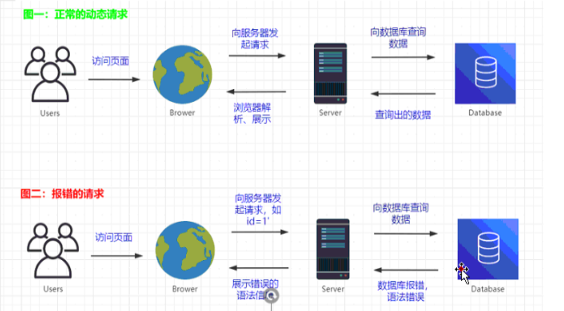 图一：正常的动态请求
向服务器发
起请求
向数据库查询
数据
访问页面
浏览器解
析、展示
查询出的数据
Users
Brower
Server
Database
图二：报错的请求
向服务器发
起请求，如
id=1'
向数据库查询
数据
访问页面
展示错误的
语法信
数据库报错，
语法错误
Users
Brower
Server
Database